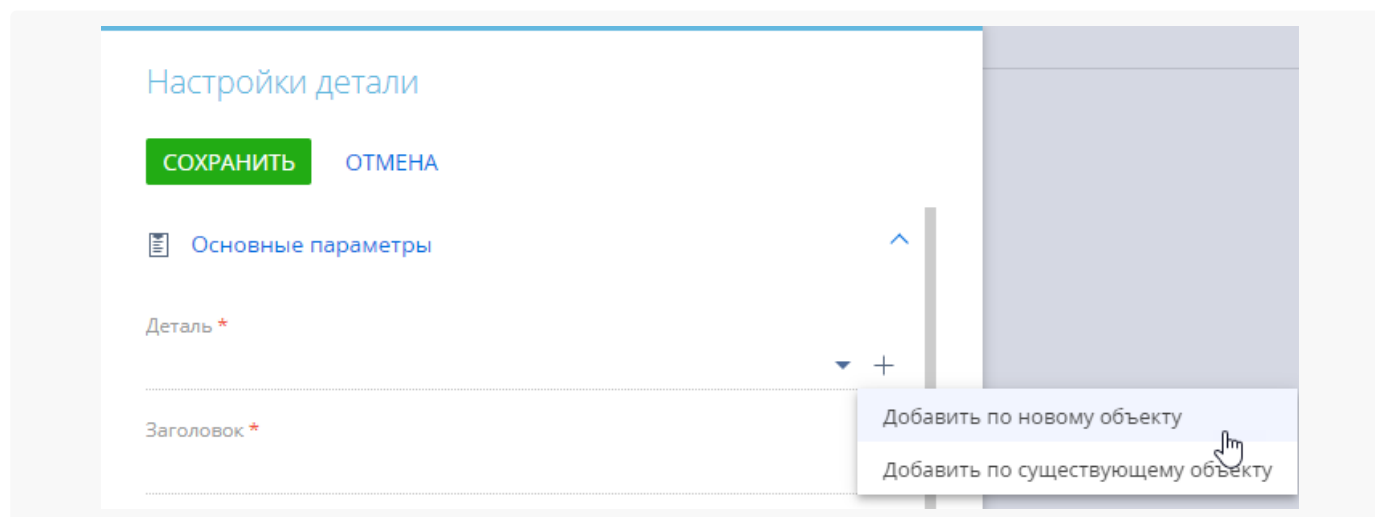 Настройки детали
СОХРАНИТЬ ОТМЕНА
Основные параметры
Деталь *
Заголовок *
Добавить по новому объекту
Добавить по существующему объекту